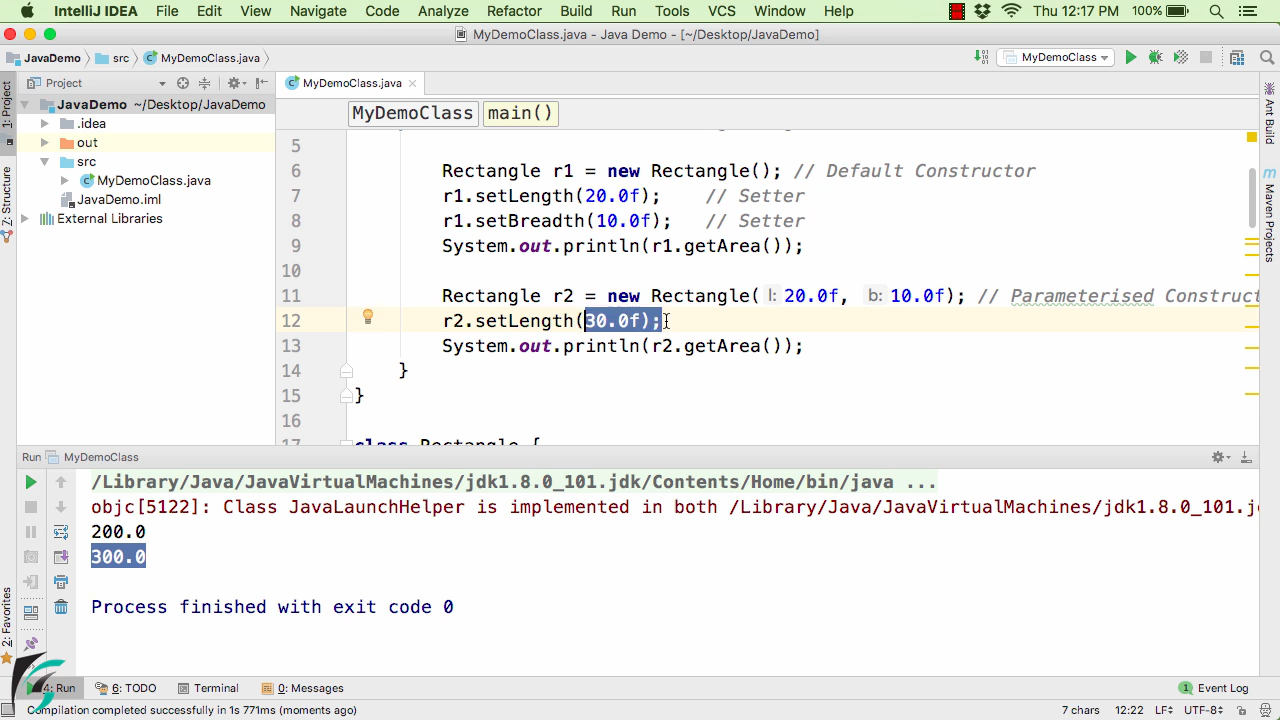 IntelliJ IDEA File Edit View Navigate Code Analyze Refactor Build Run Tools VCS Window Help Thu 12:17 PM 100%
MyDemoClass.java - Java Demo - [~/Desktop/JavaDemo]
JavaDemo src MyDemoClass.java MyDemoClass
Project MyDemoClass.java
JavaDemo ~/Desktop/JavaDemo
.idea
out
src
MyDemoClass.java
JavaDemo.iml
External Libraries
1: Project
7: Structure
2: Favorites
MyDemoClass main()
5
6 Rectangle r1 = new Rectangle(); // Default Constructor
7 r1.setLength(20.0f); // Setter
8 r1.setBreadth(10.0f); // Setter
9 System.out.println(r1.getArea());
10
11 Rectangle r2 = new Rectangle( l: 20.0f, b: 10.0f); // Parameterised Construct
12 r2.setLength(30.0f);
13 System.out.println(r2.getArea());
14 }
15 }
16
17 class Rectangle {
Ant Build
Maven Projects
Run MyDemoClass
/Library/Java/JavaVirtualMachines/jdk1.8.0_101.jdk/Contents/Home/bin/java ...
objc[5122]: Class JavaLaunchHelper is implemented in both /Library/Java/JavaVirtualMachines/jdk1.8.0_101.j
200.0
300.0
Process finished with exit code 0
4: Run 6: TODO Terminal 0: Messages 1 Event Log
Compilation completed successfully in 1s 771ms (moments ago) 7 chars 12:22 LF UTF-8